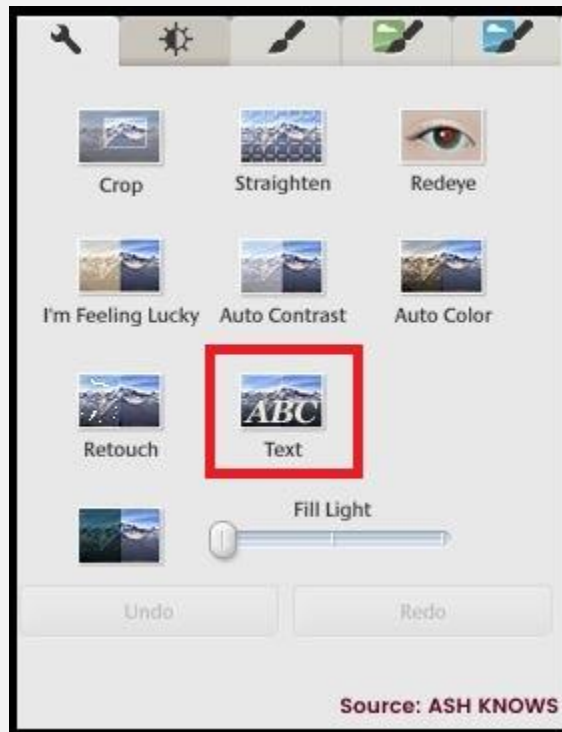 Crop Straighten Redeye
I'm Feeling Lucky Auto Contrast Auto Color
ABC
Retouch Text
Fill Light
Undo Redo
Source: ASH KNOWS